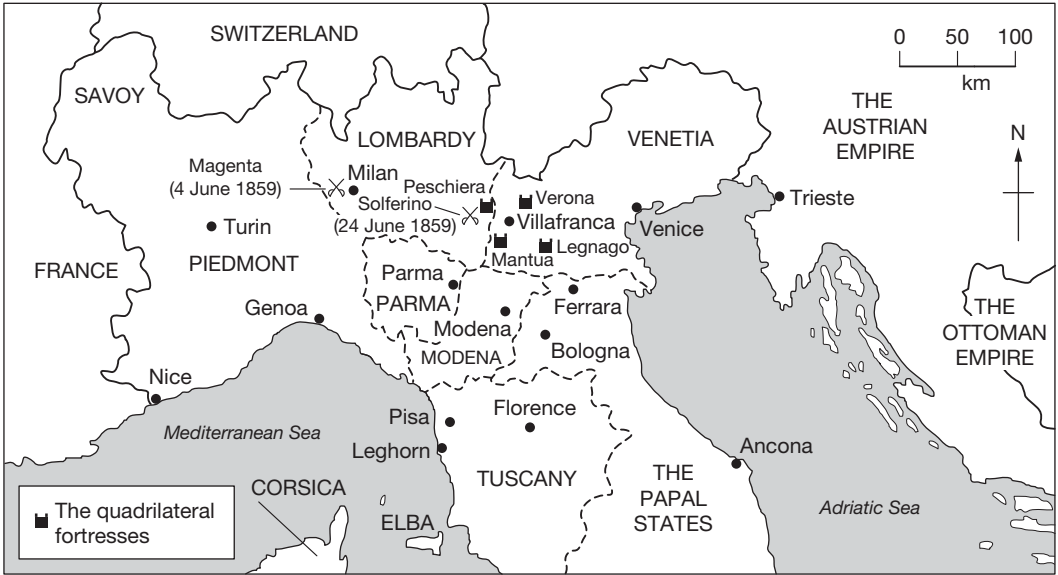 SWITZERLAND
0 50 100
km
SAVOY
THE
AUSTRIAN
EMPIRE
LOMBARDY
VENETIA
N
Magenta
(4 June 1859)
Milan
Peschiera
Verona
Solferino
(24 June 1859)
Villafranca
Trieste
Turin
Venice
Mantua
Legnago
FRANCE
PIEDMONT
Parma
PARMA
Ferrara
Genoa
Modena
MODENA
Bologna
THE
OTTOMAN
EMPIRE
Nice
Pisa
Florence
Mediterranean Sea
Leghorn
Ancona
TUSCANY
THE
PAPAL
STATES
CORSICA
ELBA
Adriatic Sea
The quadrilateral
fortresses